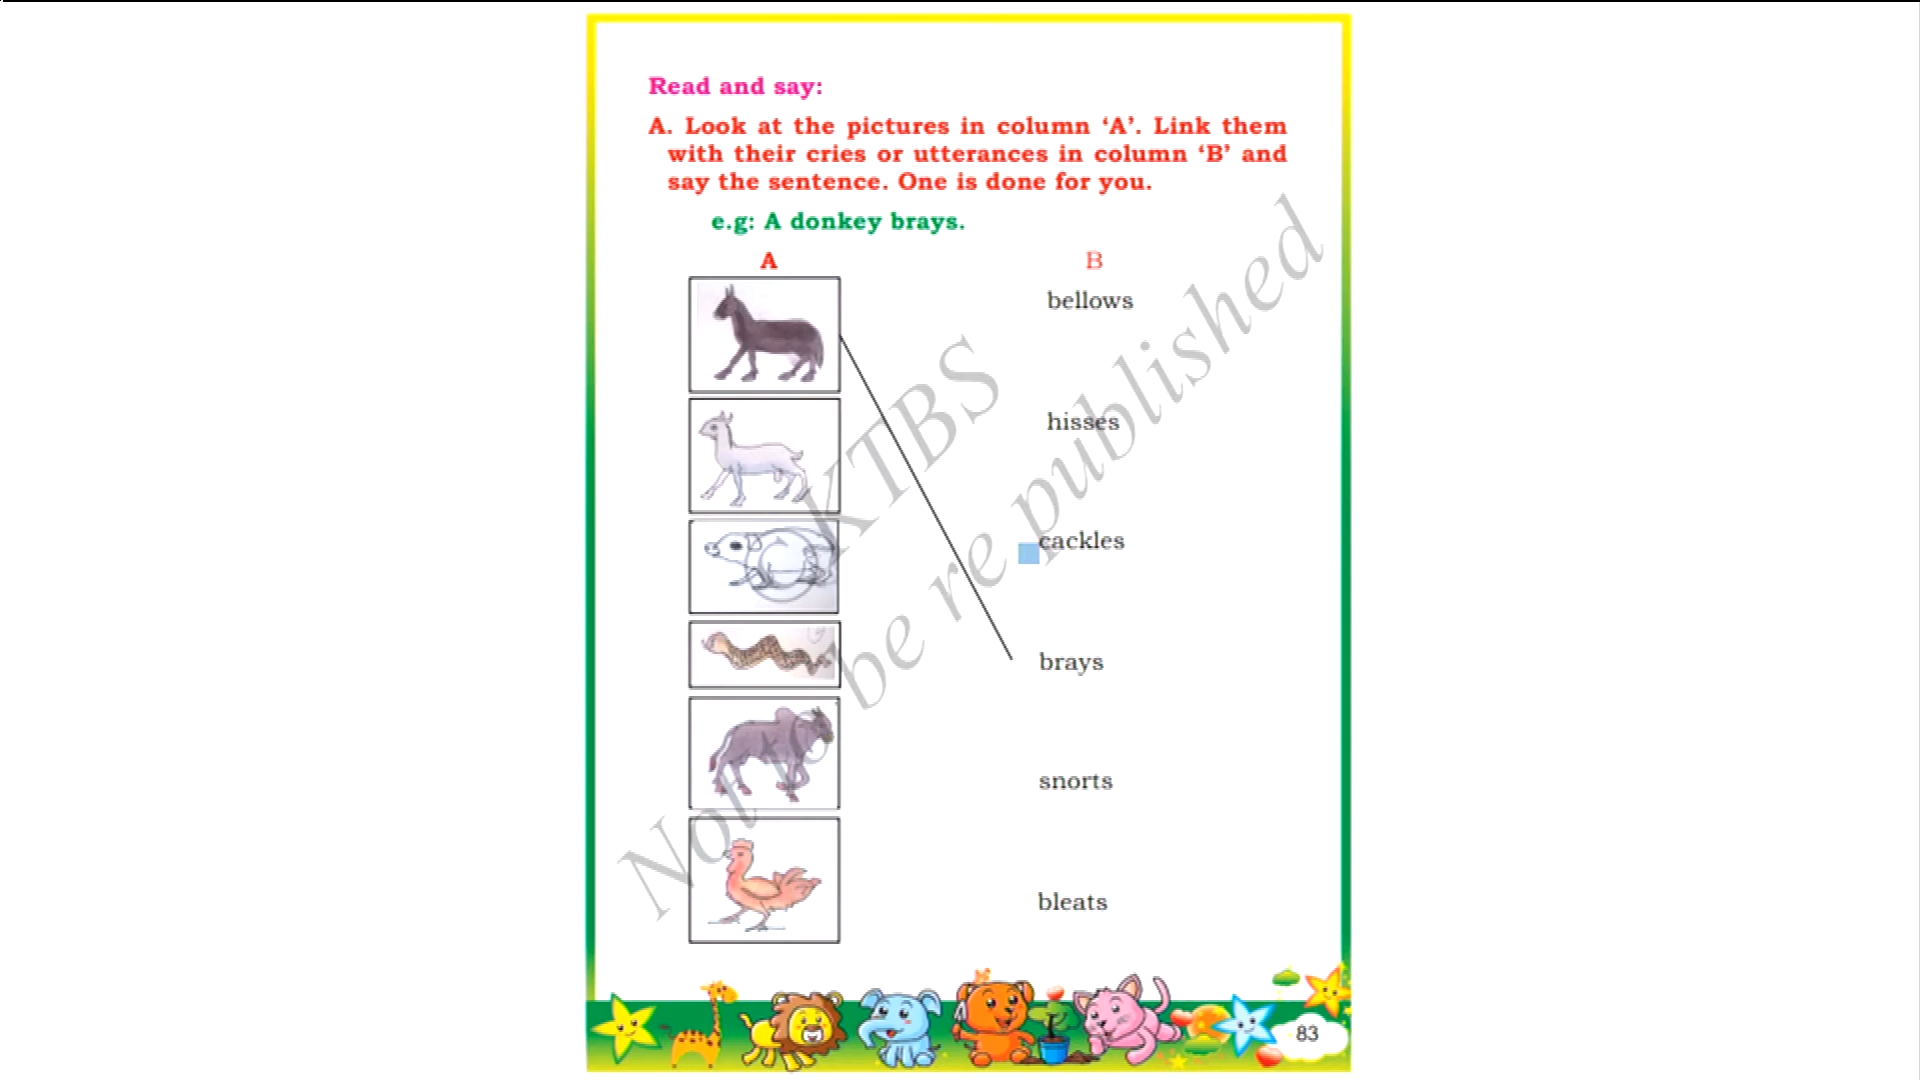 Read and say:
A. Look at the pictures in column ‘A’. Link them
with their cries or utterances in column ‘B’ and
say the sentence. One is done for you.
e.g: A donkey brays.
A B
bellows
hisses
cackles
brays
snorts
bleats
©KTBS
Not to be re published
83